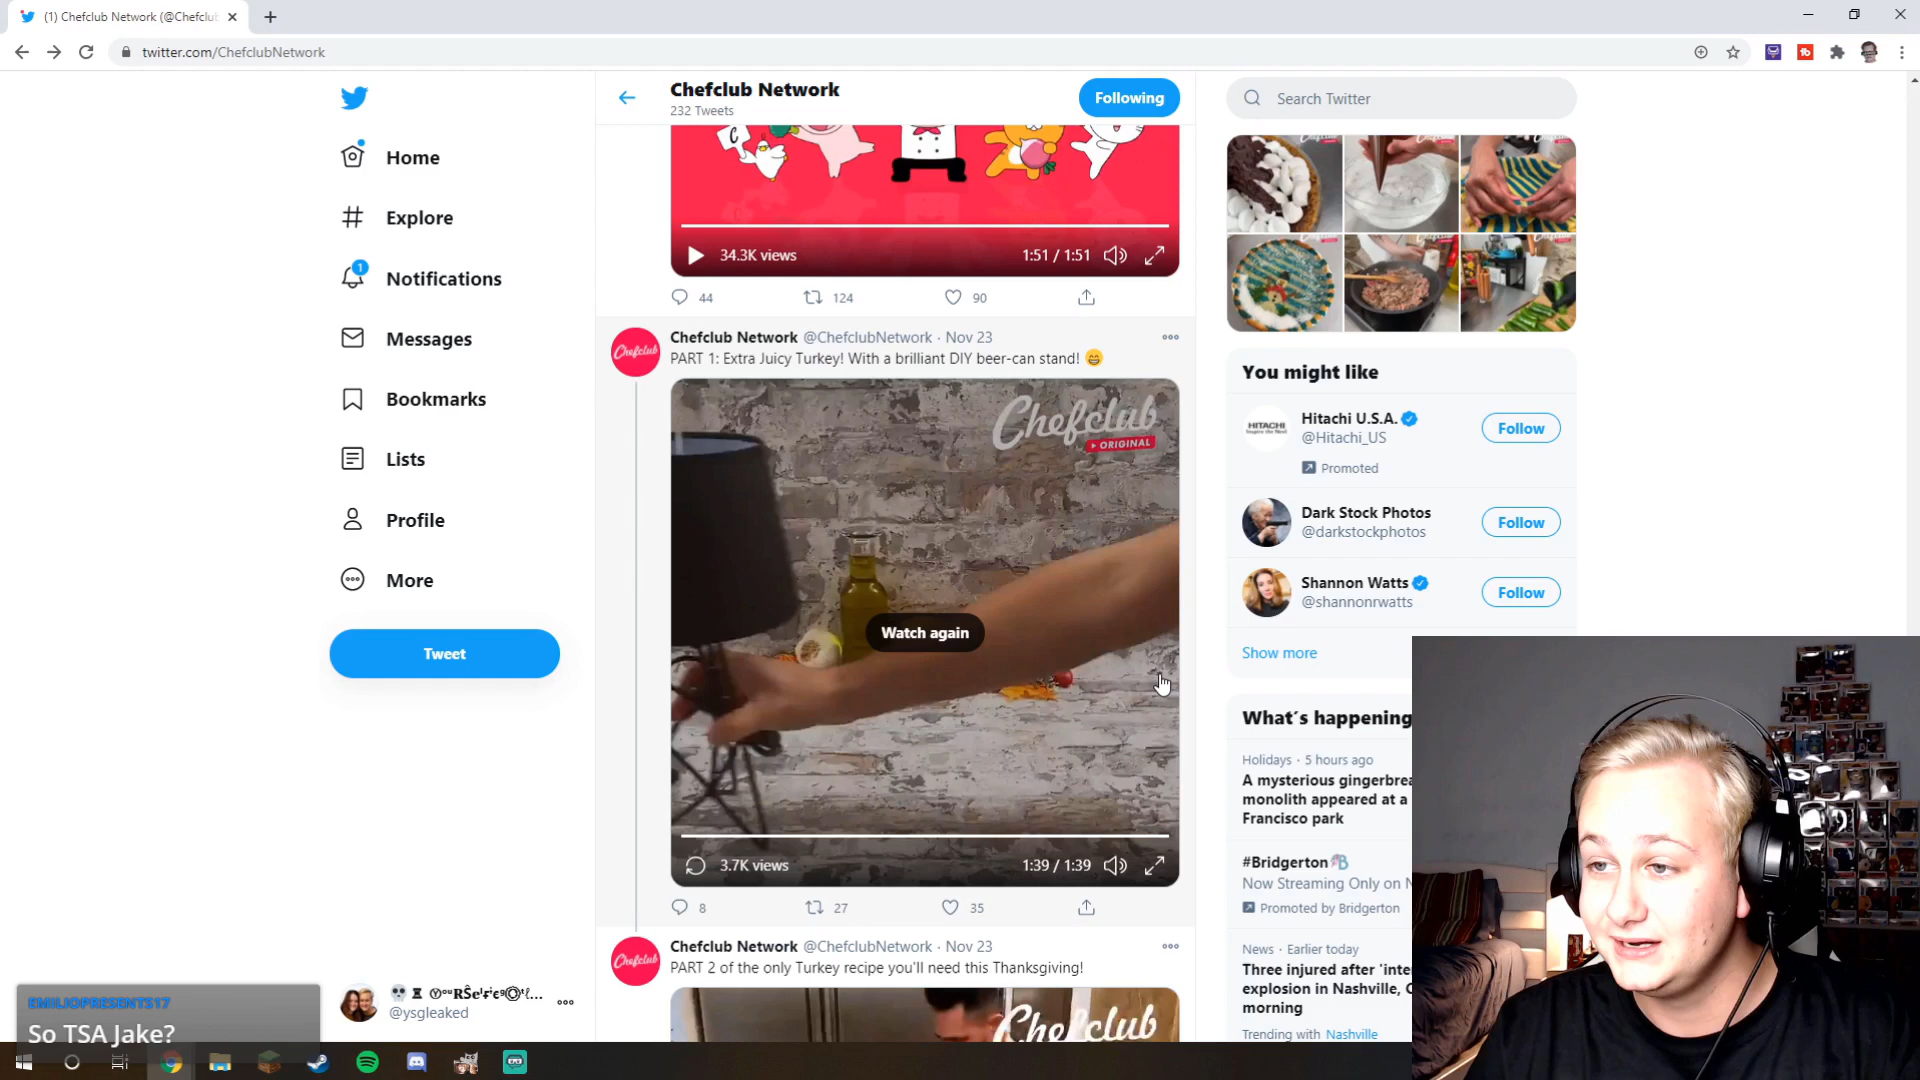 (1) Chefclub Network (@Chefclu
twitter.com/ChefclubNetwork
Home
Explore
1
Notifications
Messages
Bookmarks
Lists
Profile
More
Tweet
@ysgleaked
EMILIOPRESENTS17
So TSA Jake?
Chefclub Network
232 Tweets
Following
34.3K views
1:51 / 1:51
44
124
90
Chefclub
Chefclub Network @ChefclubNetwork · Nov 23
PART 1: Extra Juicy Turkey! With a brilliant DIY beer-can stand! 😄
Chefclub
ORIGINAL
Watch again
3.7K views
1:39 / 1:39
8
27
35
Chefclub
Chefclub Network @ChefclubNetwork · Nov 23
PART 2 of the only Turkey recipe you'll need this Thanksgiving!
Chefclub
Search Twitter
You might like
HITACHI
Hitachi U.S.A.
@Hitachi_US
Promoted
Follow
Dark Stock Photos
@darkstockphotos
Follow
Shannon Watts
@shannonrwatts
Follow
Show more
What's happening
Holidays · 5 hours ago
A mysterious gingerbrea
monolith appeared at a
Francisco park
#Bridgerton
Now Streaming Only on N
Promoted by Bridgerton
News · Earlier today
Three injured after 'inte
explosion in Nashville, C
morning
Trending with Nashville